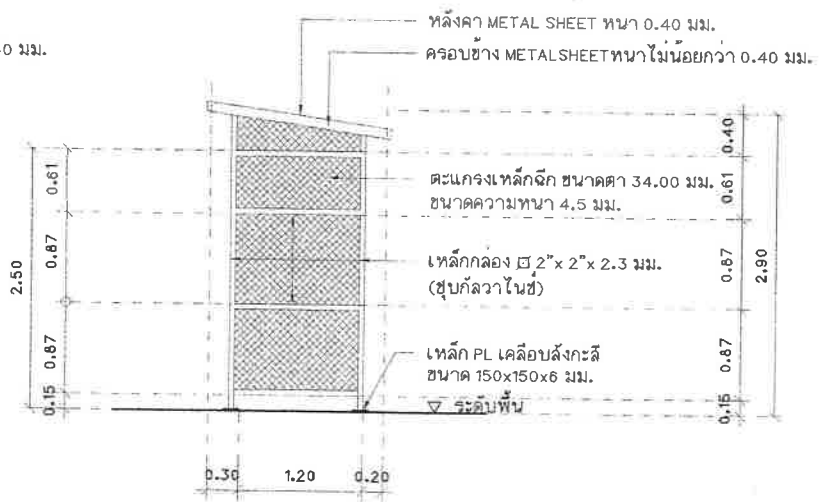 หลังคา METAL SHEET หนา 0.40 มม.
0 มม.
ครอบข้าง METALSHEET หนาไม่น้อยกว่า 0.40 มม.
0.40
0.61
0.61
ตะแกรงเหล็กฉีก ขนาดตา 34.00 มม.
ขนาดความหนา 4.5 มม.
2.50
0.87
เหล็กกล่อง 2"x 2"x 2.3 มม.
(ชุบกัลวาไนซ์)
0.87
2.90
0.87
เหล็ก PL เคลือบสังกะสี
ขนาด 150x150x6 มม.
0.87
0.15
ระดับพื้น
0.15
0.30
1.20
0.20